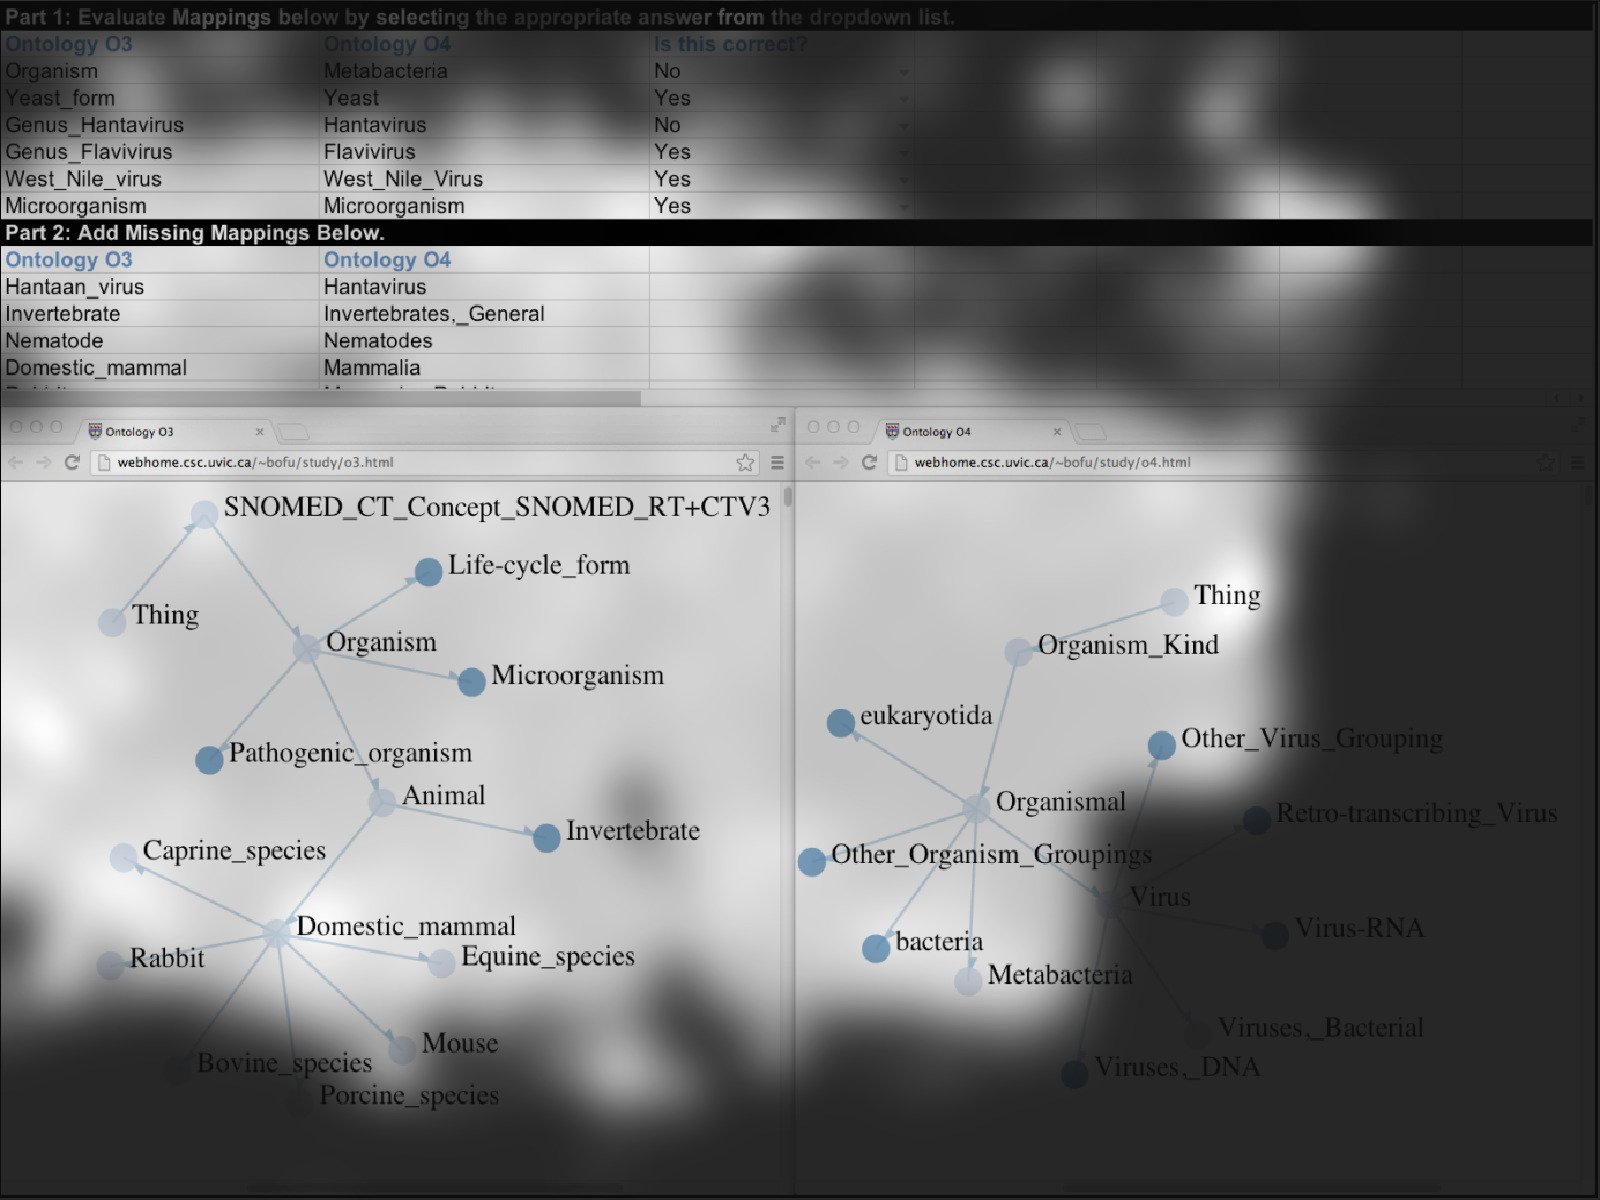 Part 1: Evaluate Mappings below by selecting the appropriate answer from the dropdown list.
Ontology O3 Ontology O4 Is this correct?
Organism Metabacteria No
Yeast_form Yeast Yes
Genus_Hantavirus Hantavirus No
Genus_Flavivirus Flavivirus Yes
West_Nile_virus West_Nile_Virus Yes
Microorganism Microorganism Yes
Part 2: Add Missing Mappings Below.
Ontology O3 Ontology O4
Hantaan_virus Hantavirus
Invertebrate Invertebrates,_General
Nematode Nematodes
Domestic_mammal Mammalia
Ontology O3
webhome.csc.uvic.ca/~bofu/study/o3.html
SNOMED_CT_Concept_SNOMED_RT+CTV3
Life-cycle_form
Thing
Organism
Microorganism
Pathogenic_organism
Animal
Invertebrate
Caprine_species
Domestic_mammal
Rabbit
Equine_species
Mouse
Bovine_species
Porcine_species
Ontology O4
webhome.csc.uvic.ca/~bofu/study/o4.html
Thing
Organism_Kind
eukaryotida
Other_Virus_Grouping
Organismal
Retro-transcribing_Virus
Other_Organism_Groupings
Virus
Virus-RNA
bacteria
Metabacteria
Viruses,_Bacterial
Viruses,_DNA